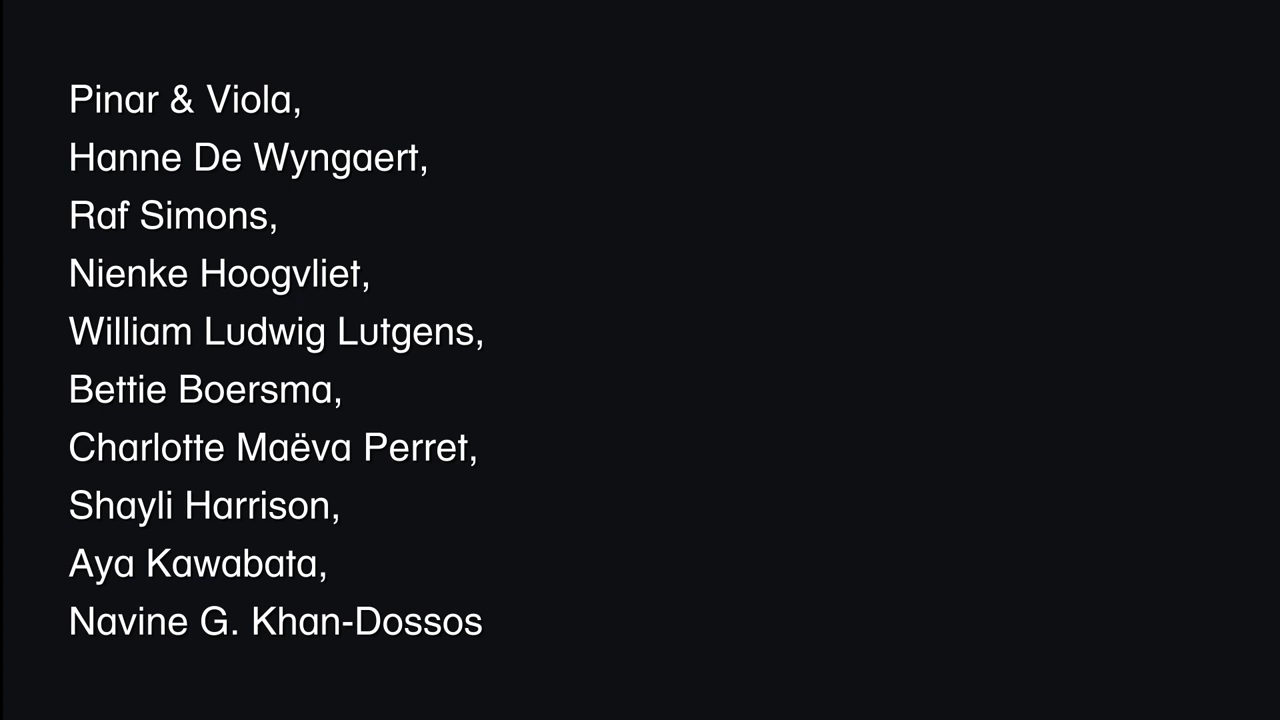 Pinar & Viola,
Hanne De Wyngaert,
Raf Simons,
Nienke Hoogvliet,
William Ludwig Lutgens,
Bettie Boersma,
Charlotte Maëva Perret,
Shayli Harrison,
Aya Kawabata,
Navine G. Khan-Dossos